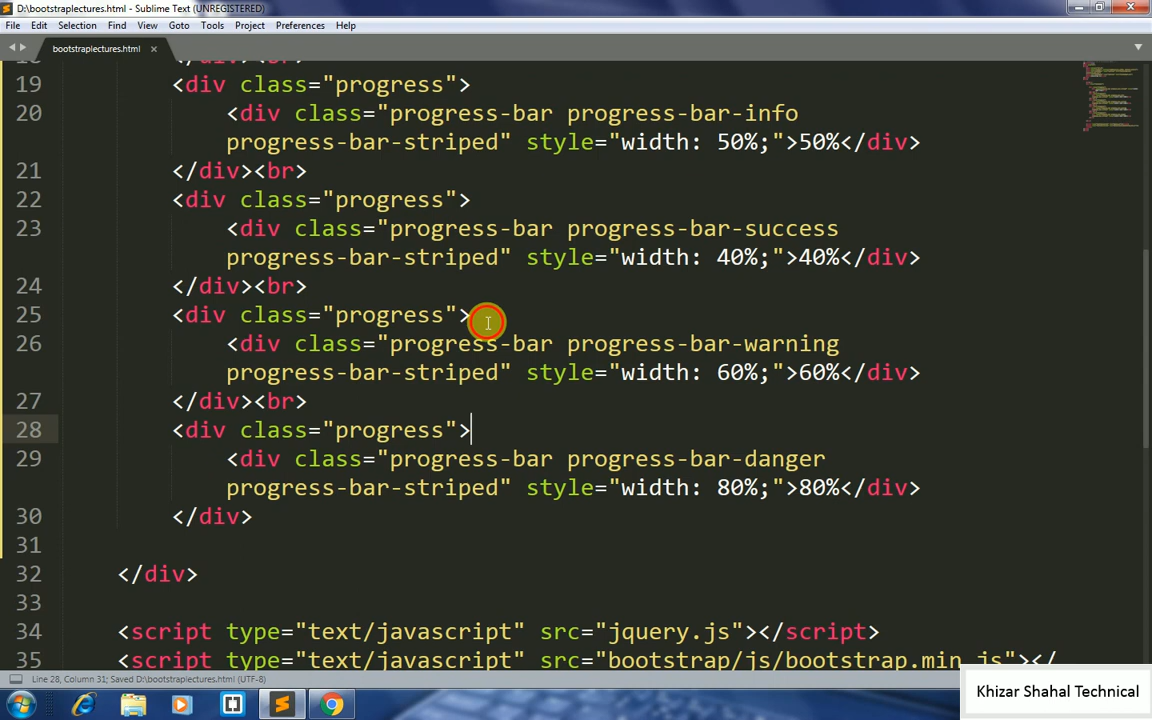 D:\bootstraplectures.html - Sublime Text (UNREGISTERED)
File Edit Selection Find View Goto Tools Project Preferences Help
bootstraplectures.html
19 <div class="progress">
20 <div class="progress-bar progress-bar-info
progress-bar-striped" style="width: 50%;">50%</div>
21 </div><br>
22 <div class="progress">
23 <div class="progress-bar progress-bar-success
progress-bar-striped" style="width: 40%;">40%</div>
24 </div><br>
25 <div class="progress">
26 <div class="progress-bar progress-bar-warning
progress-bar-striped" style="width: 60%;">60%</div>
27 </div><br>
28 <div class="progress">
29 <div class="progress-bar progress-bar-danger
progress-bar-striped" style="width: 80%;">80%</div>
30 </div>
31
32 </div>
33
34 <script type="text/javascript" src="jquery.js"></script>
35 <script type="text/javascript" src="bootstrap/js/bootstrap.min.js"></
Line 28, Column 31; Saved D:\bootstraplectures.html (UTF-8)
Khizar Shahal Technical